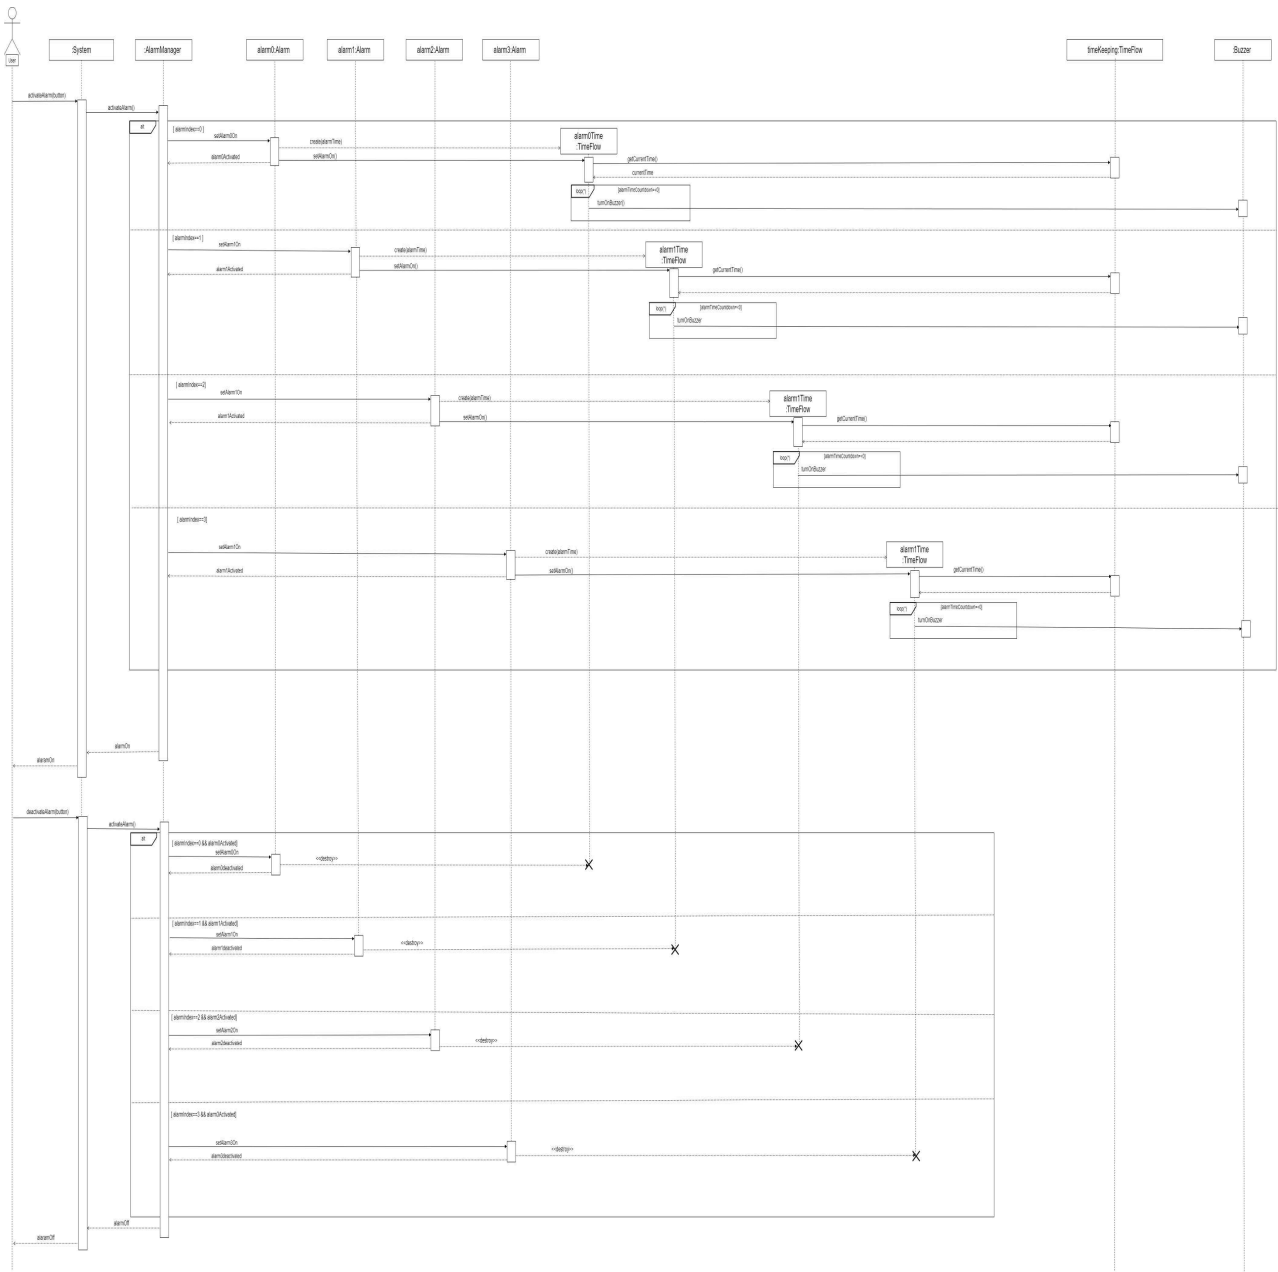 User
:System
:AlarmManager
alarm0:Alarm
alarm1:Alarm
alarm2:Alarm
alarm3:Alarm
timeKeeping:TimeFlow
:Buzzer
activateAlarm(button)
activateAlarm()
alt
[ alarmIndex==0 ]
setAlarm0On
create(alarmTime)
alarm0Time
:TimeFlow
alarm0Activated
setAlarmOn()
getCurrentTime()
currentTime
loop(*)
[alarmTimeCountdown==0]
turnOnBuzzer()
[ alarmIndex==1 ]
setAlarm1On
create(alarmTime)
alarm1Time
:TimeFlow
alarm1Activated
setAlarmOn()
getCurrentTime()
loop(*)
[alarmTimeCountdown==0]
turnOnBuzzer
[ alarmIndex==2]
setAlarm1On
create(alarmTime)
alarm1Time
:TimeFlow
alarm1Activated
setAlarmOn()
getCurrentTime()
loop(*)
[alarmTimeCountdown==0]
turnOnBuzzer
[ alarmIndex==3]
setAlarm1On
create(alarmTime)
alarm1Time
:TimeFlow
alarm1Activated
setAlarmOn()
getCurrentTime()
loop(*)
[alarmTimeCountdown==0]
turnOnBuzzer
alarmOn
alaramOn
deactivateAlarm(button)
activateAlarm()
alt
[ alarmIndex==0 && alarm0Activated]
setAlarm0On
<<destroy>>
alarm0deactivated
[ alarmIndex==1 && alarm1Activated]
setAlarm1On
<<destroy>>
alarm1deactivated
[ alarmIndex==2 && alarm2Activated]
setAlarm2On
<<destroy>>
alarm2deactivated
[ alarmIndex==3 && alarm3Activated]
setAlarm3On
<<destroy>>
alarm3deactivated
alarmOff
alaramOff